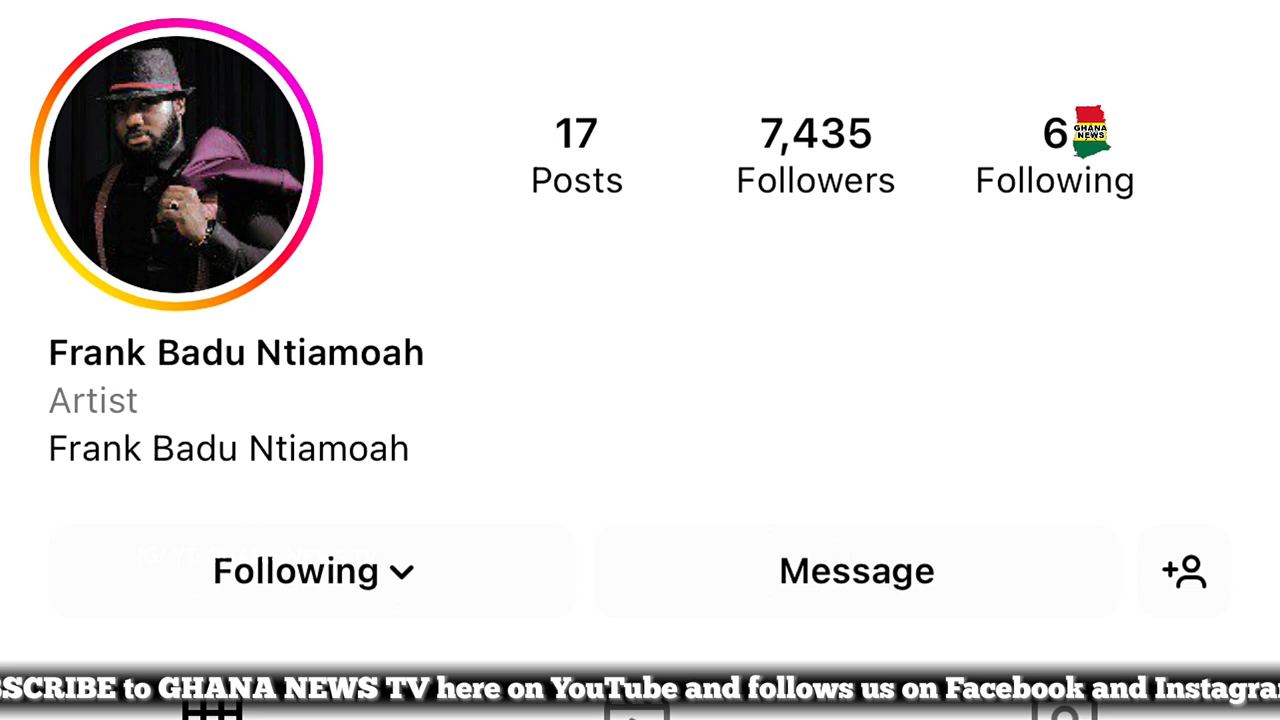 17
7,435
6
GHANA
NEWS
Posts
Followers
Following
Frank Badu Ntiamoah
Artist
Frank Badu Ntiamoah
Following
Message
SSCRIBE to GHANA NEWS TV here on YouTube and follows us on Facebook and Instagra